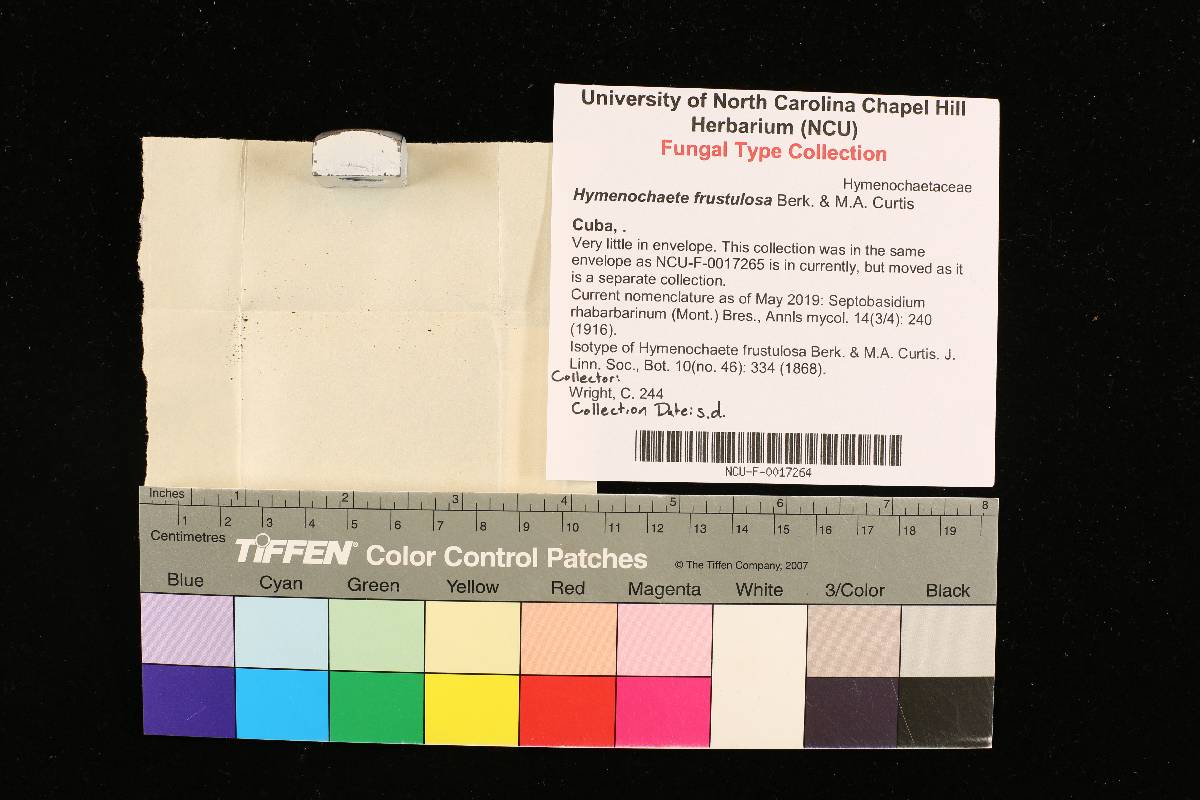 University of North Carolina Chapel Hill
Herbarium (NCU)
Fungal Type Collection
Hymenochaetaceae
Hymenochaete frustulosa Berk. & M.A. Curtis
Cuba, .
Very little in envelope. This collection was in the same
envelope as NCU-F-0017265 is in currently, but moved as it
is a separate collection.
Current nomenclature as of May 2019: Septobasidium
rhabarbarinum (Mont.) Bres., Annls mycol. 14(3/4): 240
(1916).
Isotype of Hymenochaete frustulosa Berk. & M.A. Curtis. J.
Linn. Soc., Bot. 10(no. 46): 334 (1868).
Collector:
Wright, C. 244
Collection Date: s.d.
NCU-F-0017264
Inches 1 2 3 4 5 6 7 8
1 2 3 4 5 6 7 8 9 10 11 12 13 14 15 16 17 18 19
Centimetres
TIFFEN® Color Control Patches
© The Tiffen Company, 2007
Blue Cyan Green Yellow Red Magenta White 3/Color Black